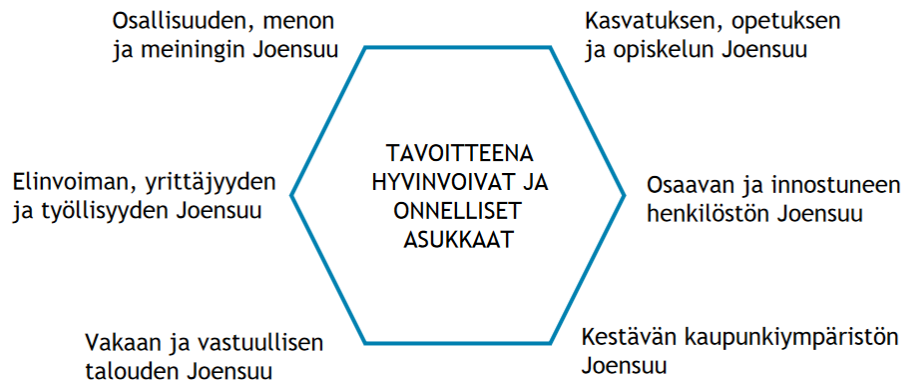 Osallisuuden, menon
ja meiningin Joensuu
Kasvatuksen, opetuksen
ja opiskelun Joensuu
Elinvoiman, yrittäjyyden
ja työllisyyden Joensuu
TAVOITTEENA
HYVINVOIVAT JA
ONNELLISET
ASUKKAAT
Osaavan ja innostuneen
henkilöstön Joensuu
Vakaan ja vastuullisen
talouden Joensuu
Kestävän kaupunkiympäristön
Joensuu